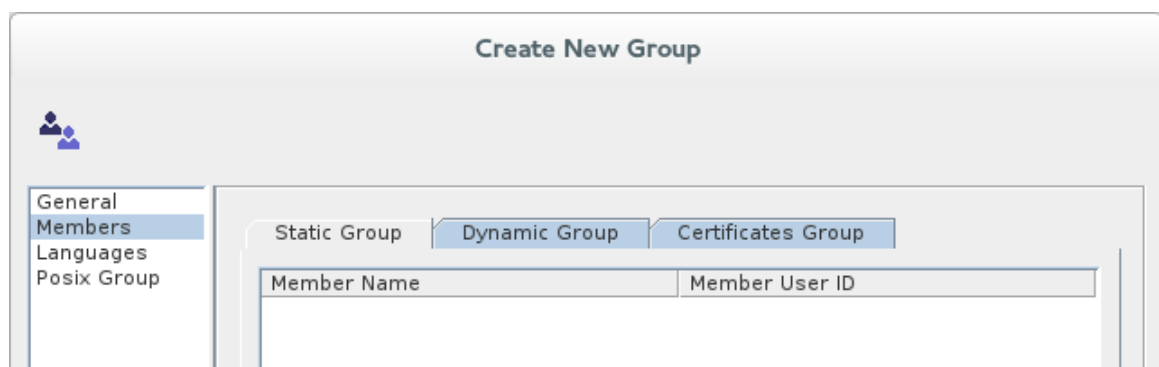 Create New Group
General
Members
Languages
Posix Group
Static Group Dynamic Group Certificates Group
Member Name Member User ID